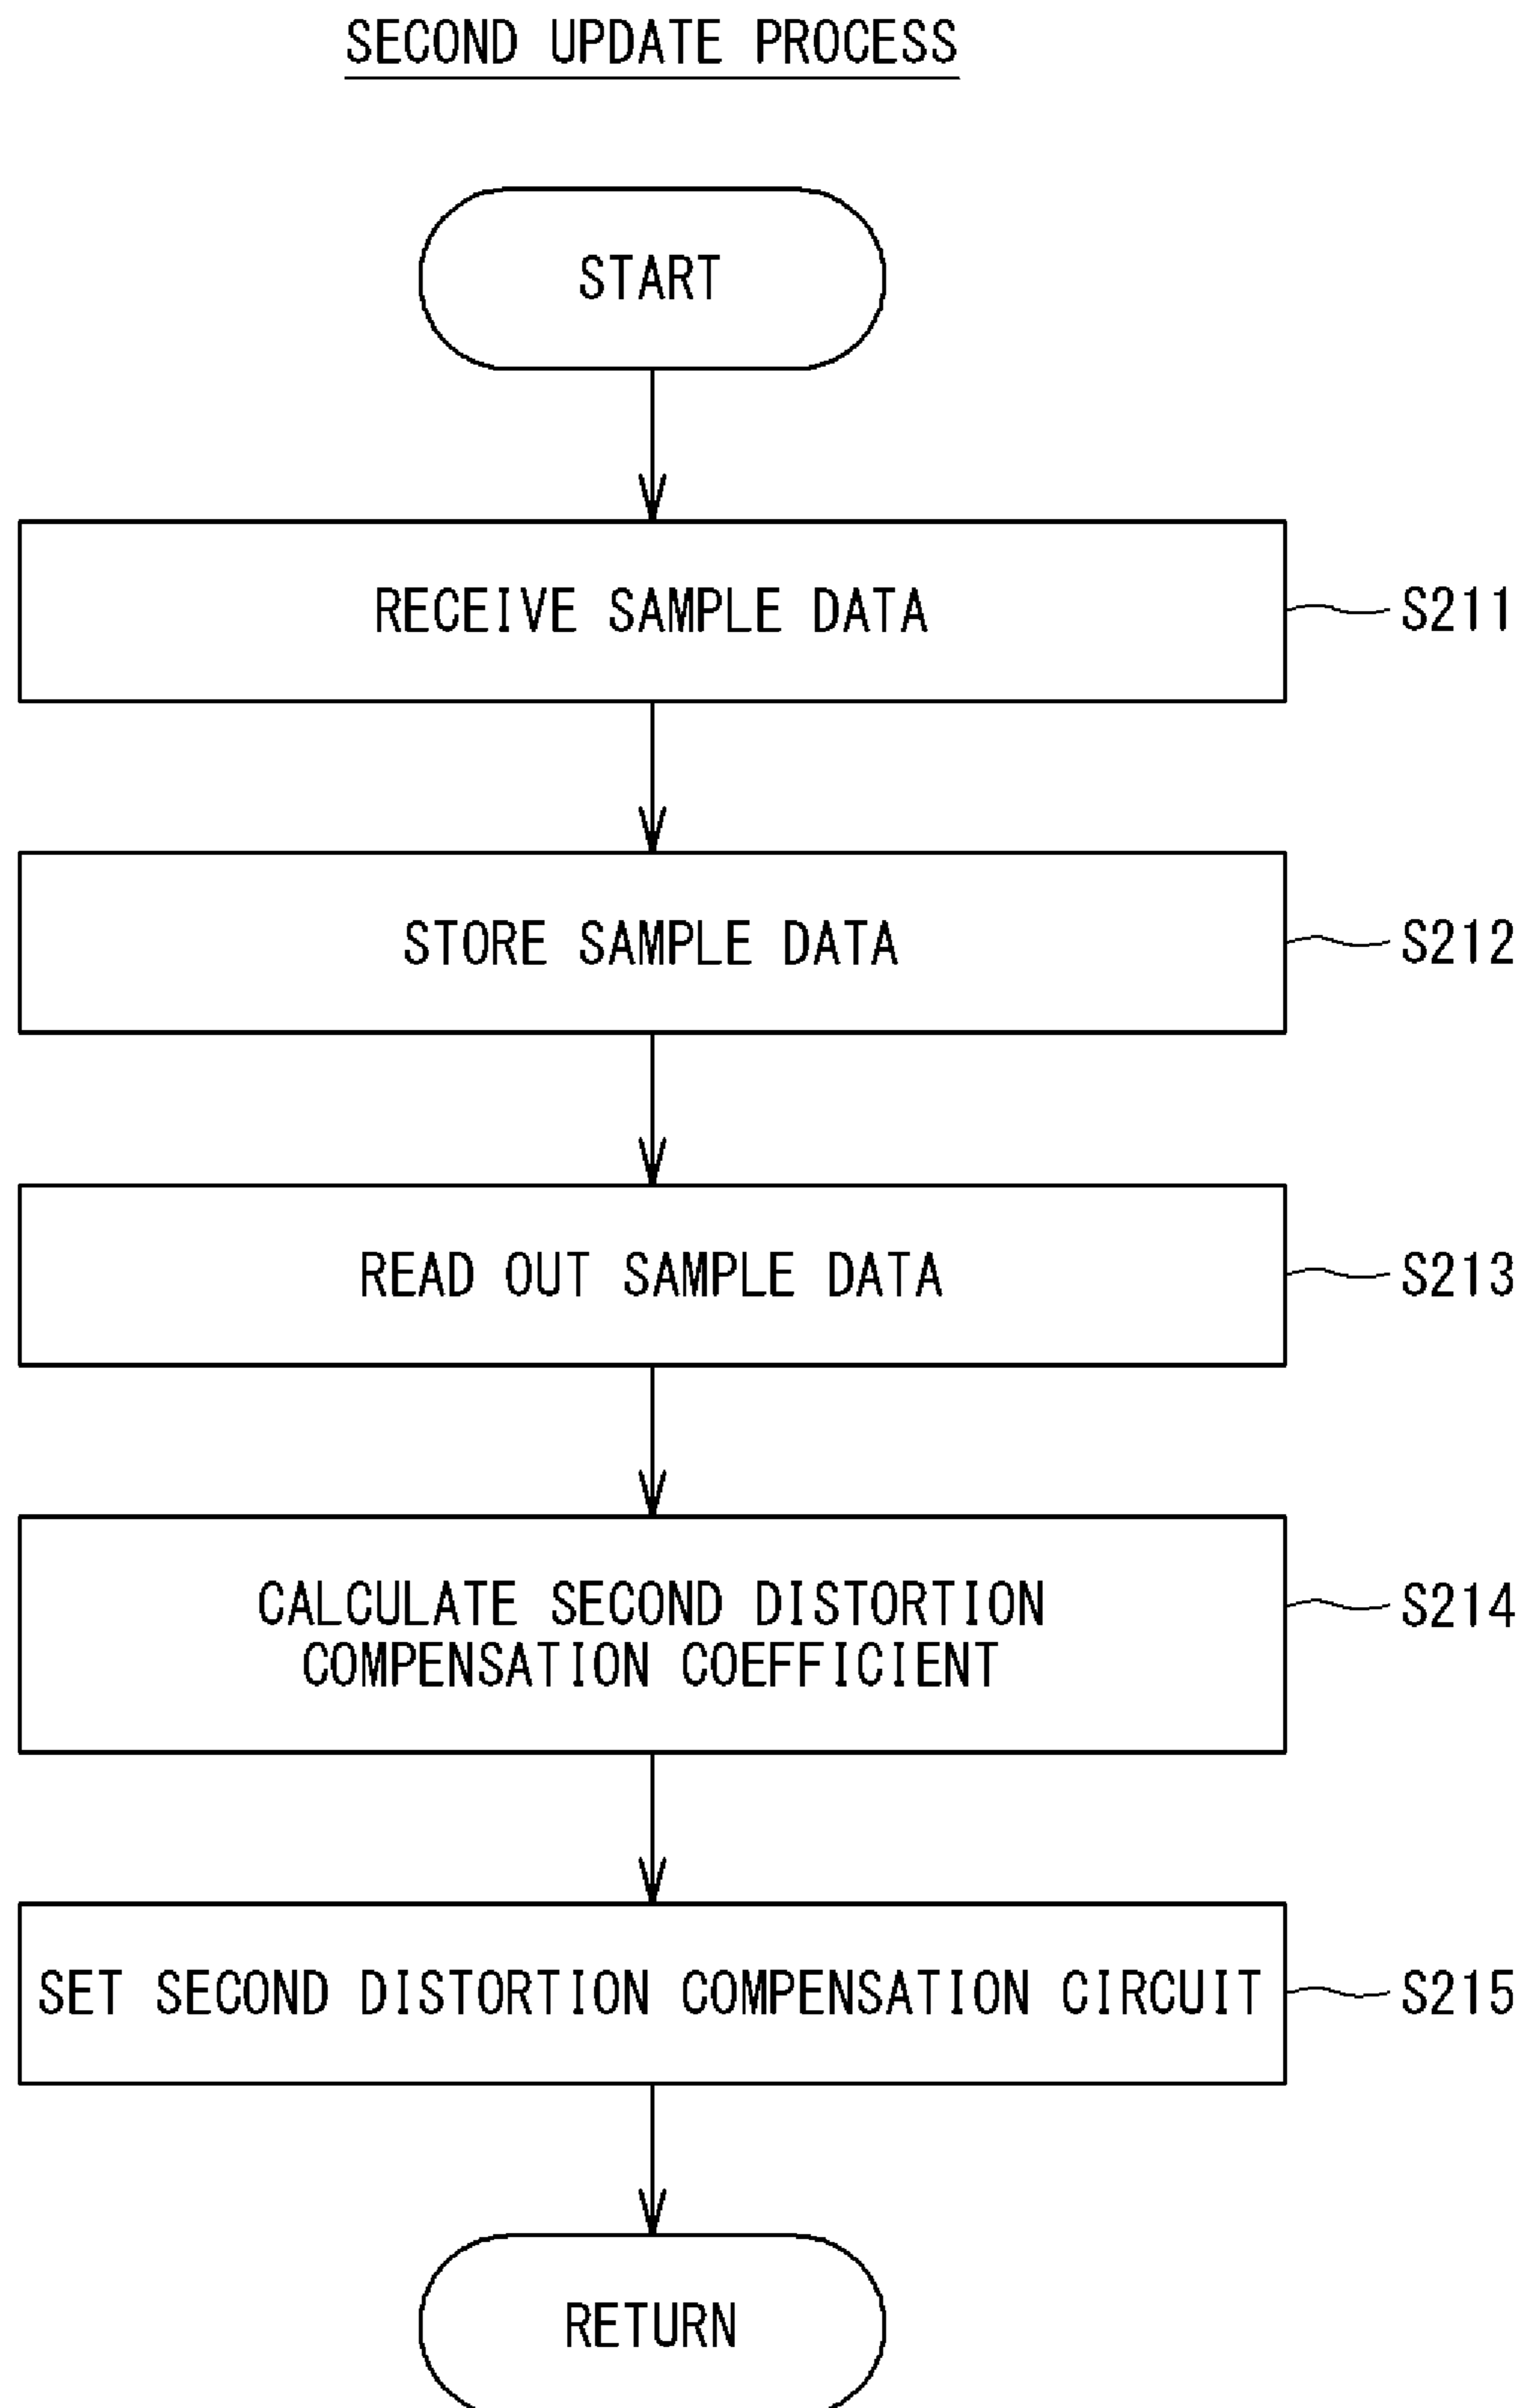 SECOND UPDATE PROCESS
START
RECEIVE SAMPLE DATA
S211
STORE SAMPLE DATA
S212
READ OUT SAMPLE DATA
S213
CALCULATE SECOND DISTORTION
COMPENSATION COEFFICIENT
S214
SET SECOND DISTORTION COMPENSATION CIRCUIT
S215
RETURN